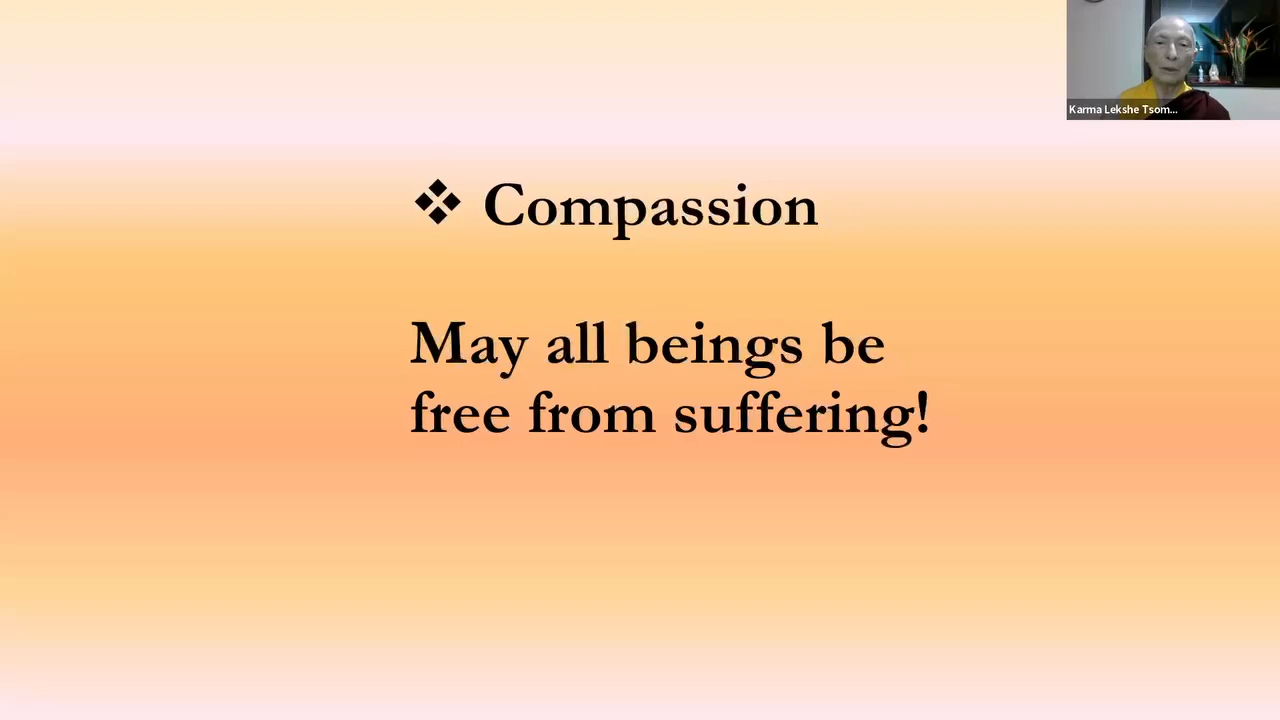 Karma Lekshe Tsom...
❖ Compassion
May all beings be
free from suffering!